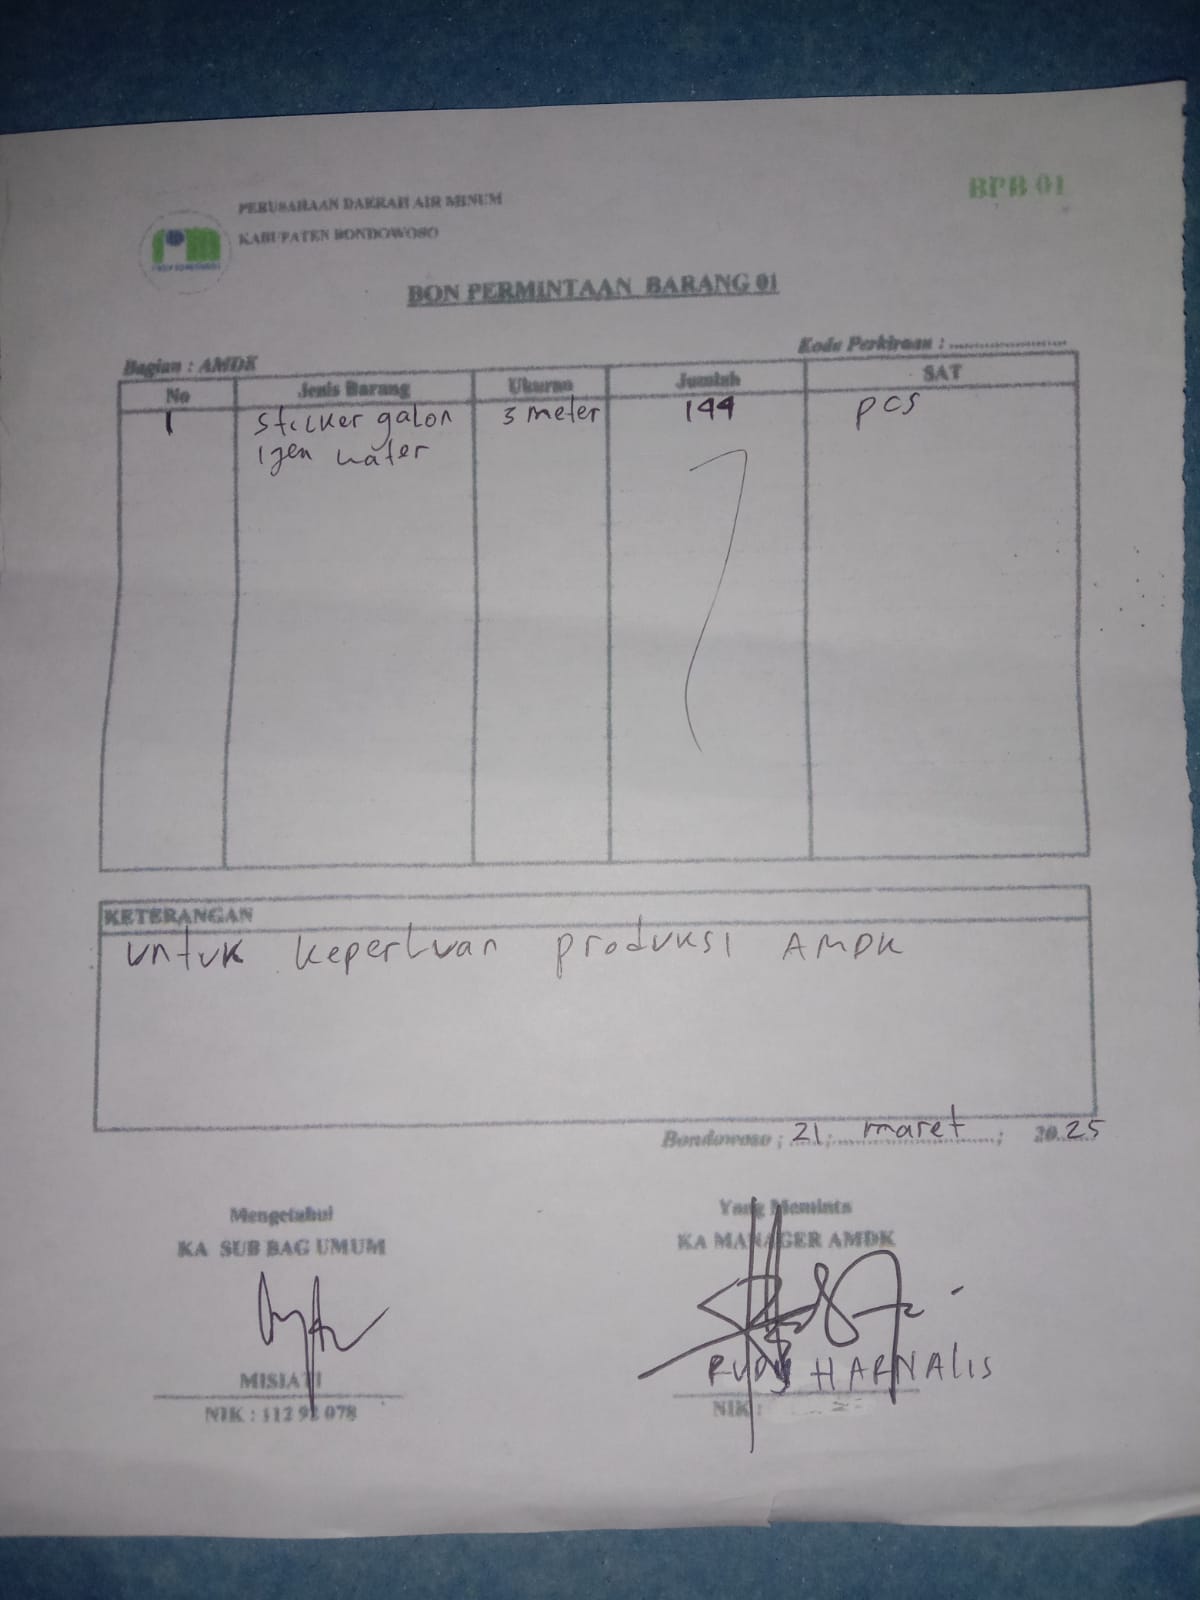 PERUSAHAAN DAERAH AIR MINUM
KABUPATEN BONDOWOSO
BPB 01
BON PERMINTAAN BARANG 01
Bagian : AMDK
Kode Perkiraan : ......................
No Jenis Barang Ukuran Jumlah SAT
1 sticker galon 3 meter 144 pcs
ijen water
KETERANGAN
untuk keperluan produksi AMDK
Bondowoso ; 21 ; maret ; 2025
Mengetahui
KA SUB BAG UMUM
MISIATI
NIK : 112 92 078
Yang Meminta
KA MANAGER AMDK
RUDY HARNALIS
NIK :